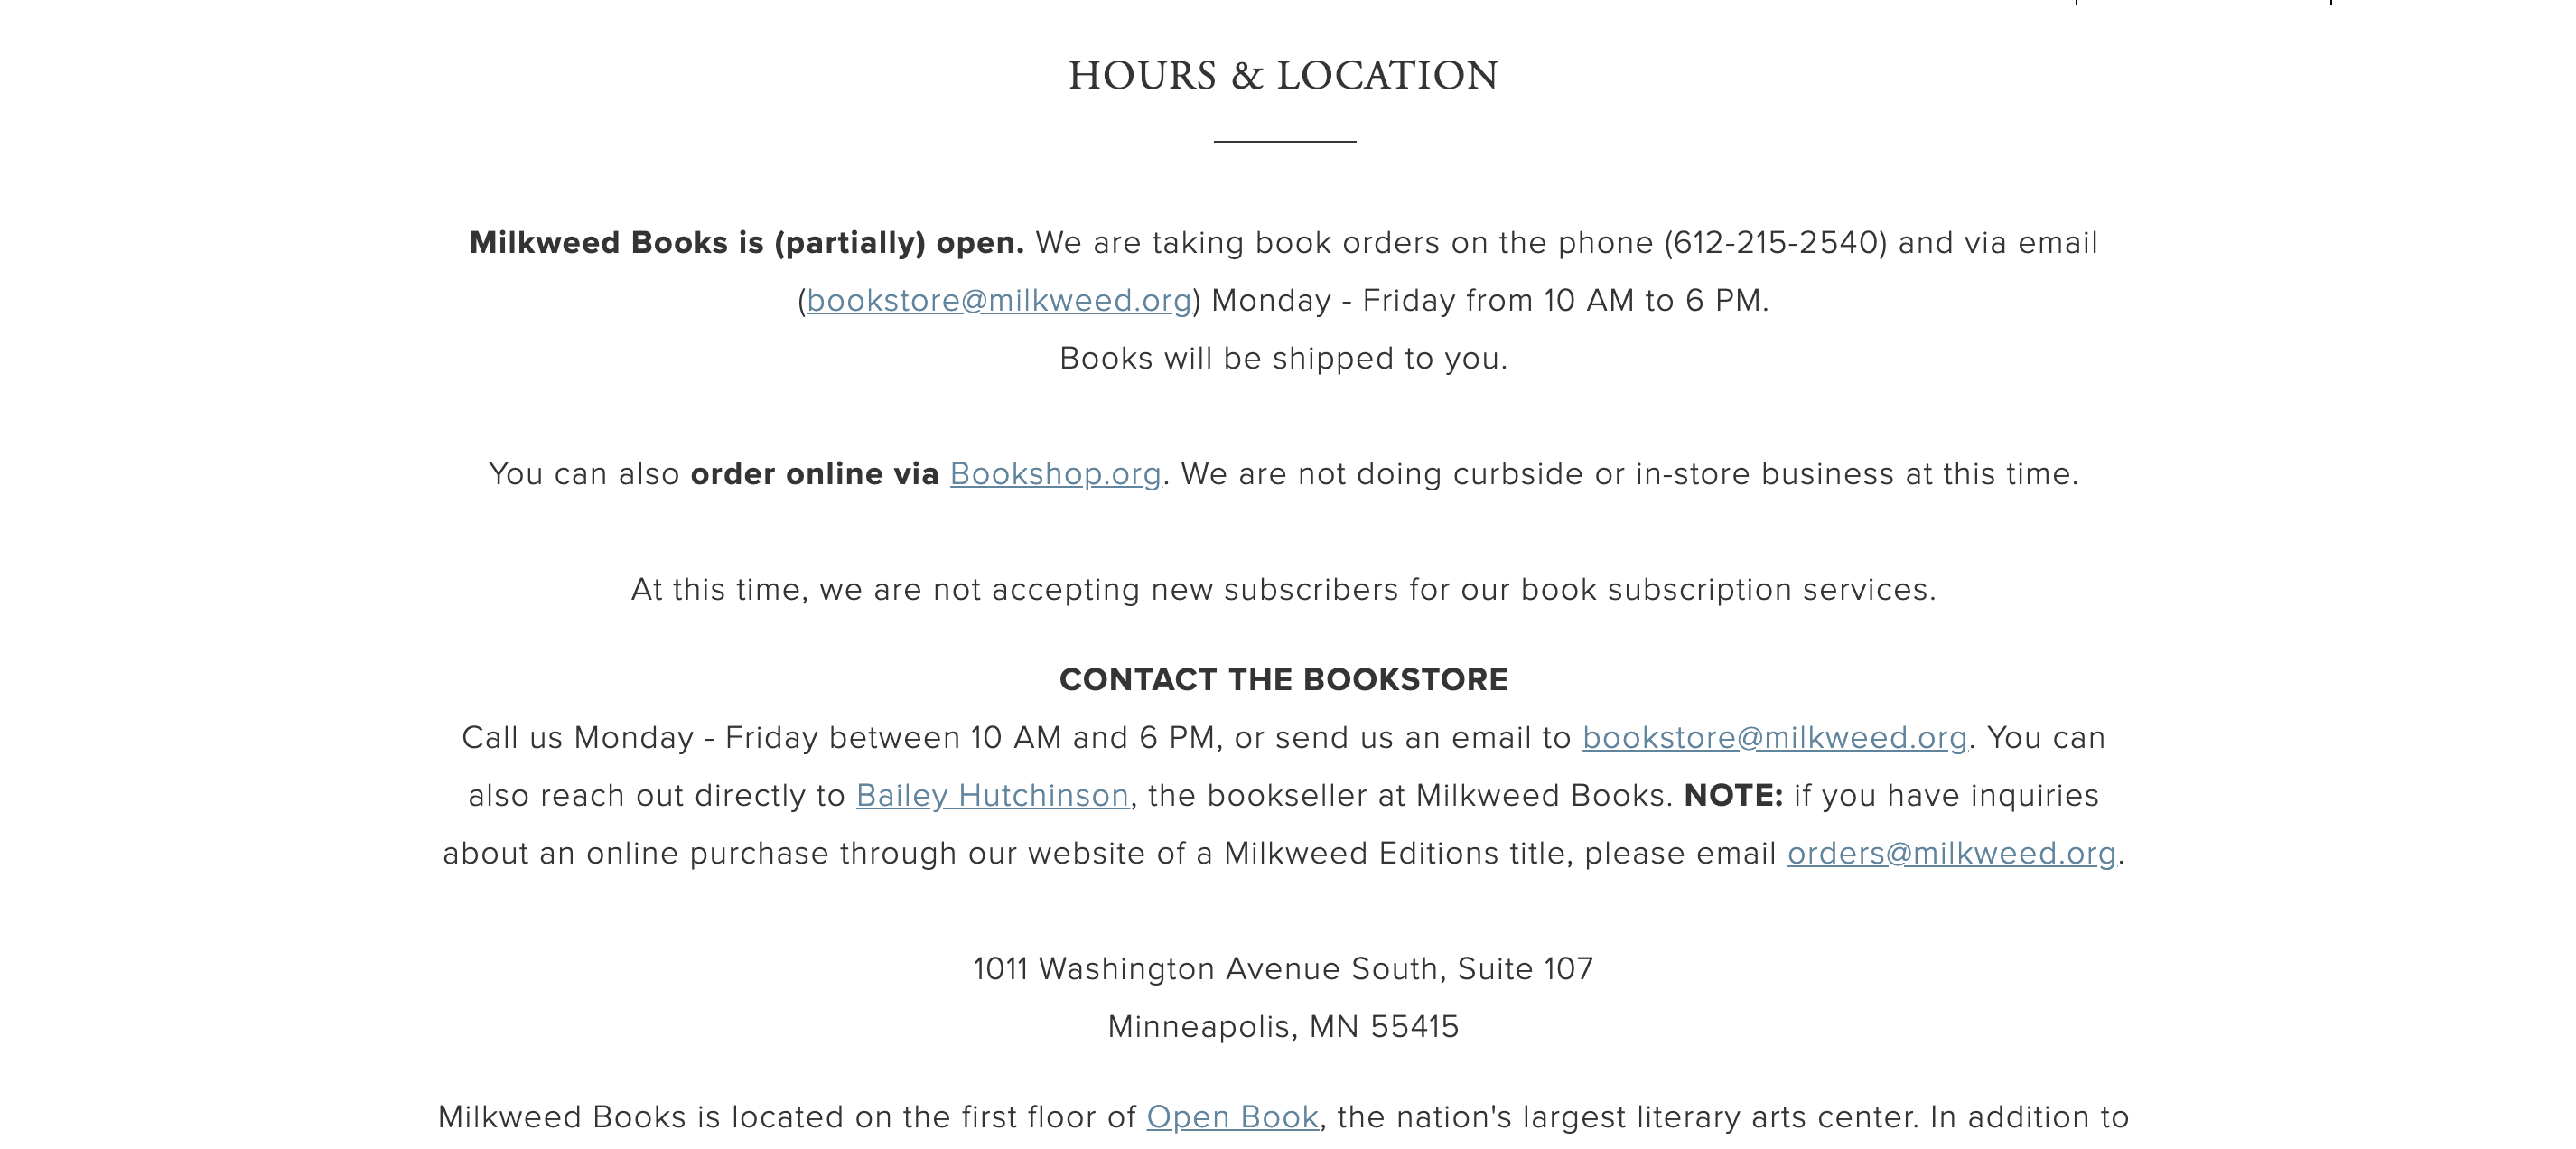 HOURS & LOCATION
Milkweed Books is (partially) open. We are taking book orders on the phone (612-215-2540) and via email
(bookstore@milkweed.org) Monday - Friday from 10 AM to 6 PM.
Books will be shipped to you.
You can also order online via Bookshop.org. We are not doing curbside or in-store business at this time.
At this time, we are not accepting new subscribers for our book subscription services.
CONTACT THE BOOKSTORE
Call us Monday - Friday between 10 AM and 6 PM, or send us an email to bookstore@milkweed.org. You can
also reach out directly to Bailey Hutchinson, the bookseller at Milkweed Books. NOTE: if you have inquiries
about an online purchase through our website of a Milkweed Editions title, please email orders@milkweed.org.
1011 Washington Avenue South, Suite 107
Minneapolis, MN 55415
Milkweed Books is located on the first floor of Open Book, the nation's largest literary arts center. In addition to